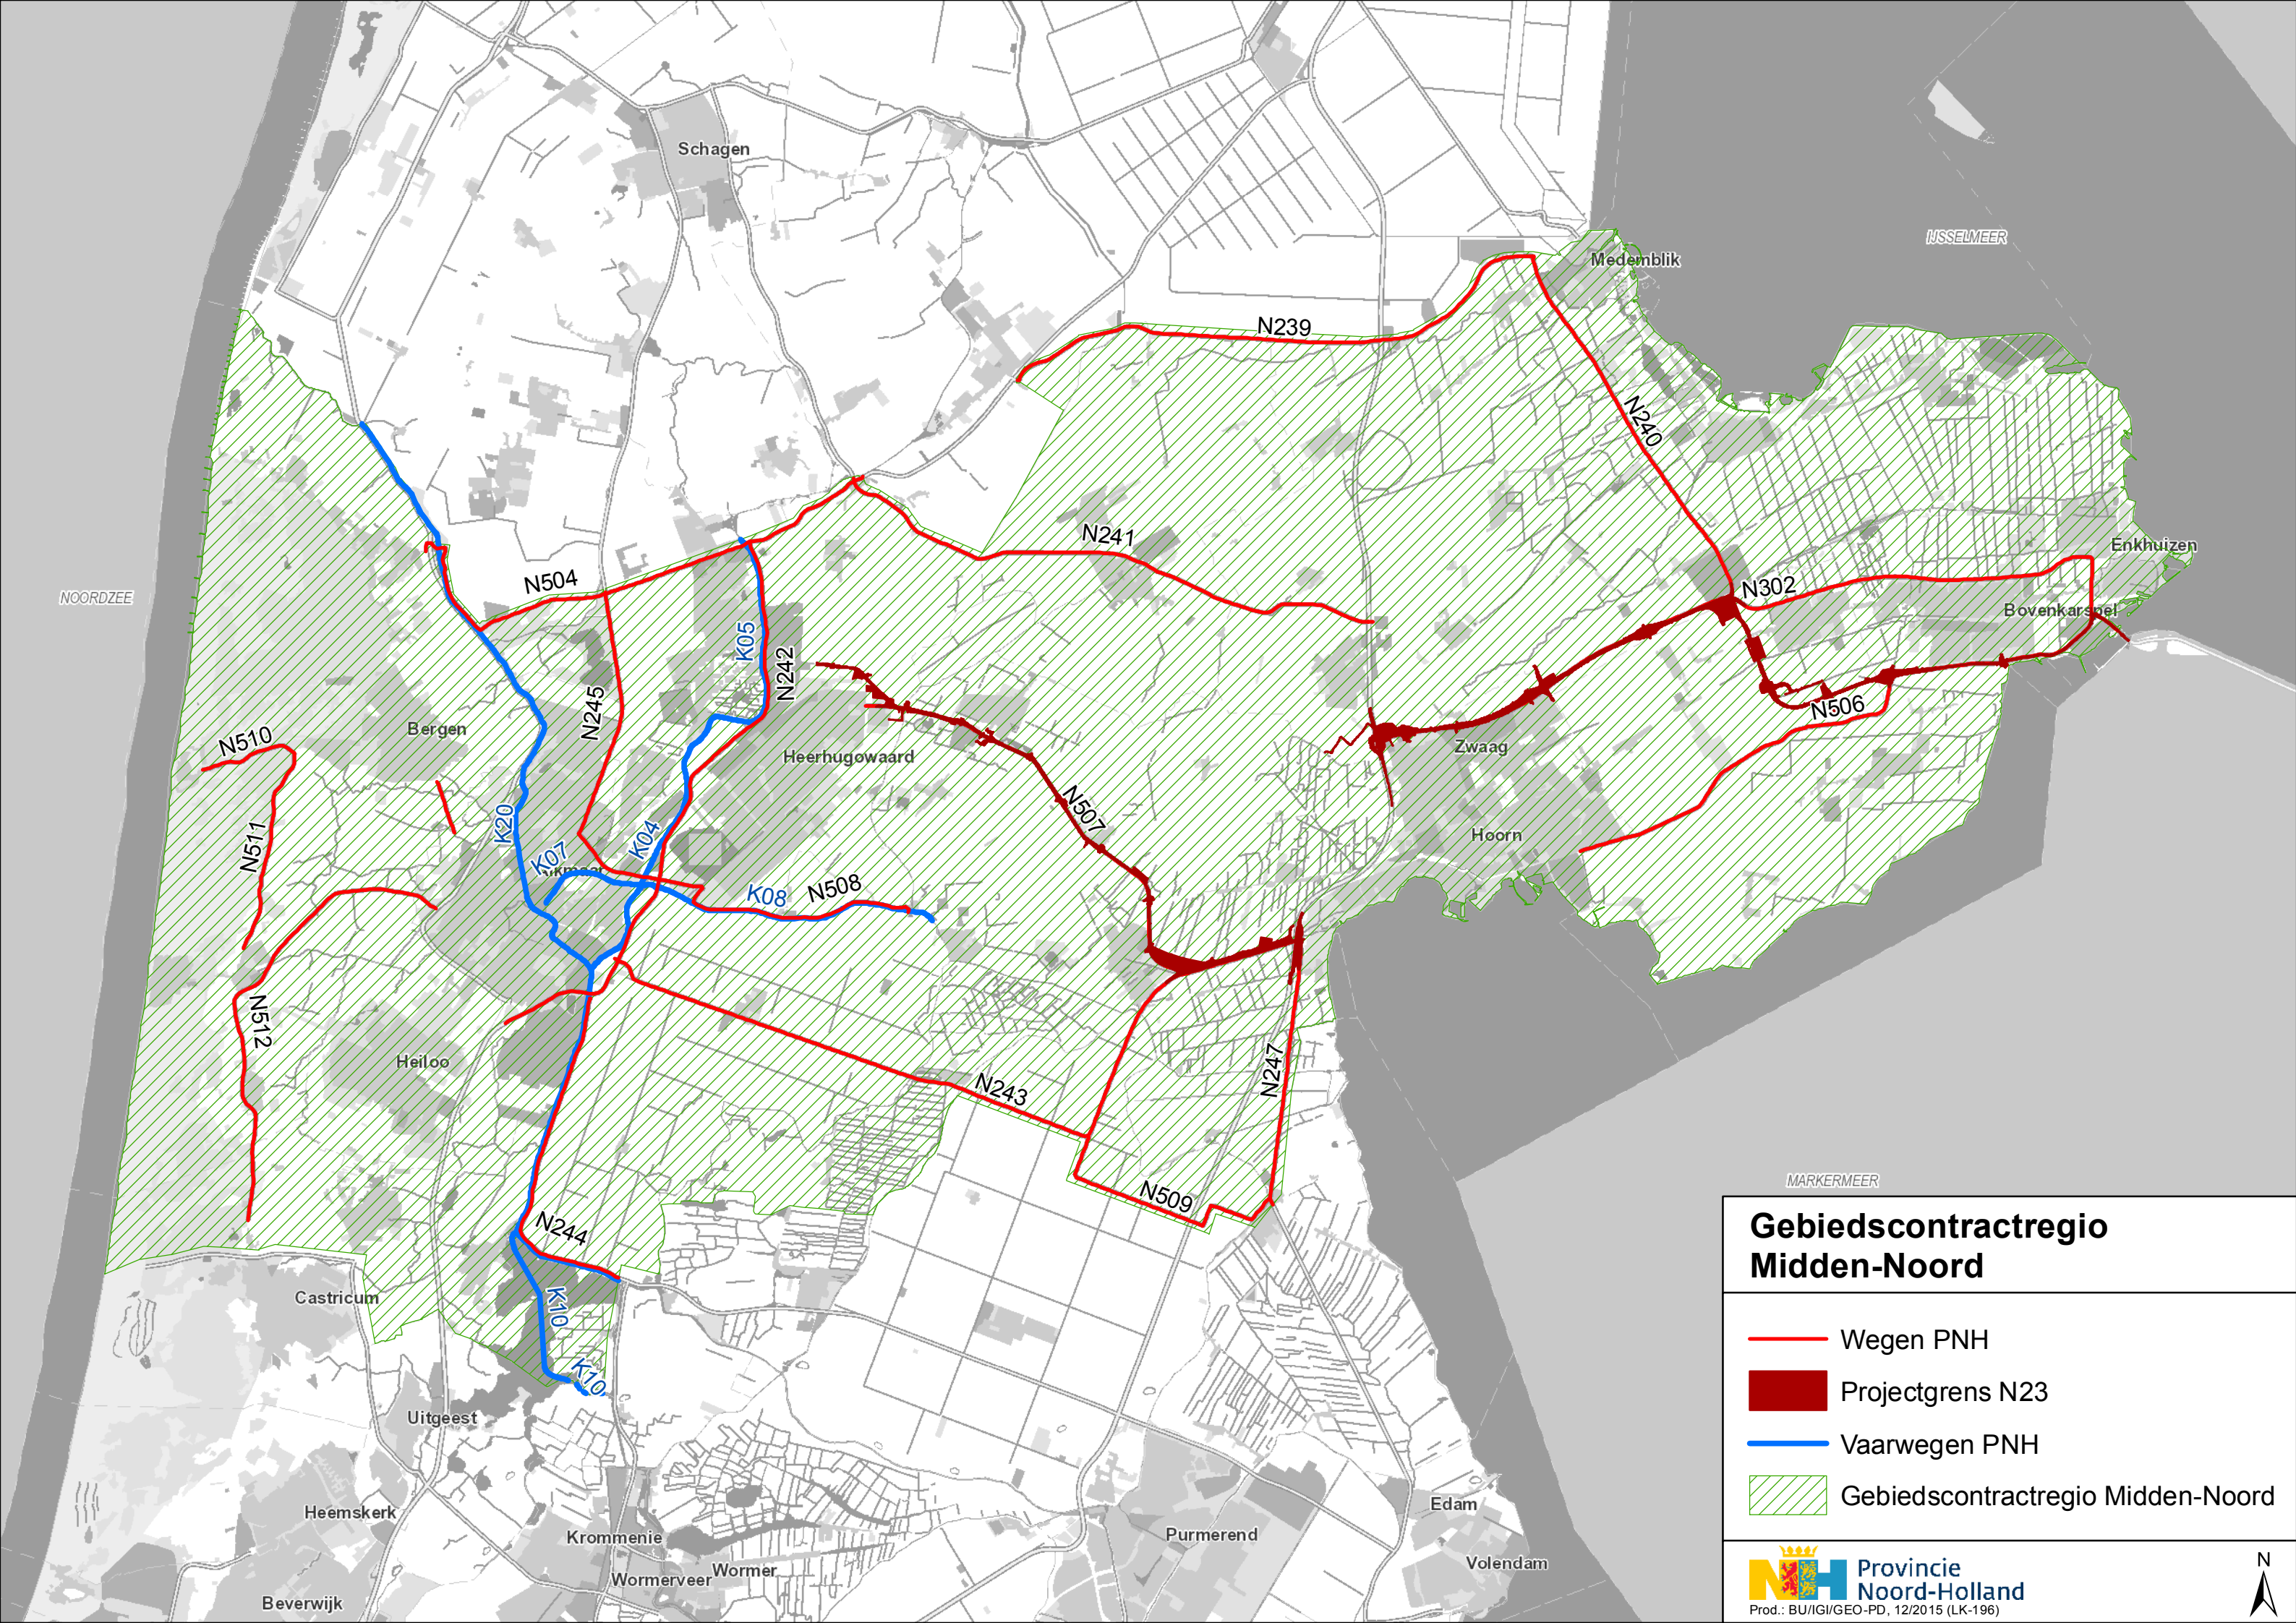 Schagen
Medemblik
IJSSELMEER
N239
N240
N241
Enkhuizen
NOORDZEE
N504
N302
Bovenkarspel
K05
N242
N245
N506
Bergen
N510
Heerhugowaard
Zwaag
N507
K20
K04
N511
K07
Hoorn
Alkmaar
K08
N508
N512
Heiloo
N247
N243
MARKERMEER
N509
N244
Castricum
K10
K10
Uitgeest
Heemskerk
Krommenie
Purmerend
Edam
Wormer
Wormerveer
Volendam
Beverwijk
Gebiedscontractregio
Midden-Noord
Wegen PNH
Projectgrens N23
Vaarwegen PNH
Gebiedscontractregio Midden-Noord
NH
Provincie
Noord-Holland
N
Prod.: BU/IGI/GEO-PD, 12/2015 (LK-196)